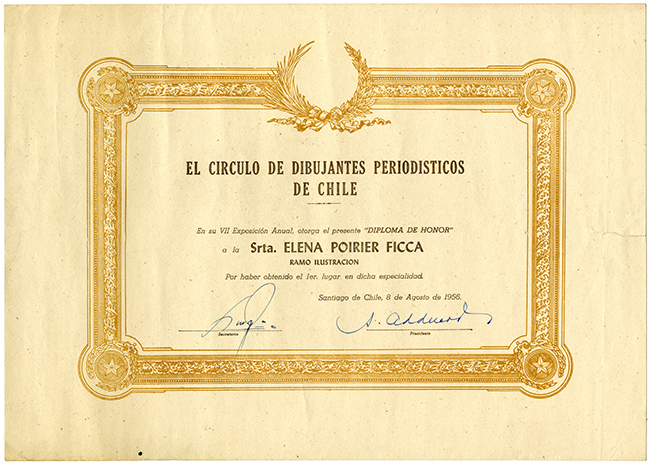 EL CIRCULO DE DIBUJANTES PERIODISTICOS
DE CHILE
En su VII Exposición Anual, otorga el presente "DIPLOMA DE HONOR"
a la Srta. ELENA POIRIER FICCA
RAMO ILUSTRACION
Por haber obtenido el 1er. lugar en dicha especialidad.
Santiago de Chile, 8 de Agosto de 1956.
Secretario
Presidente